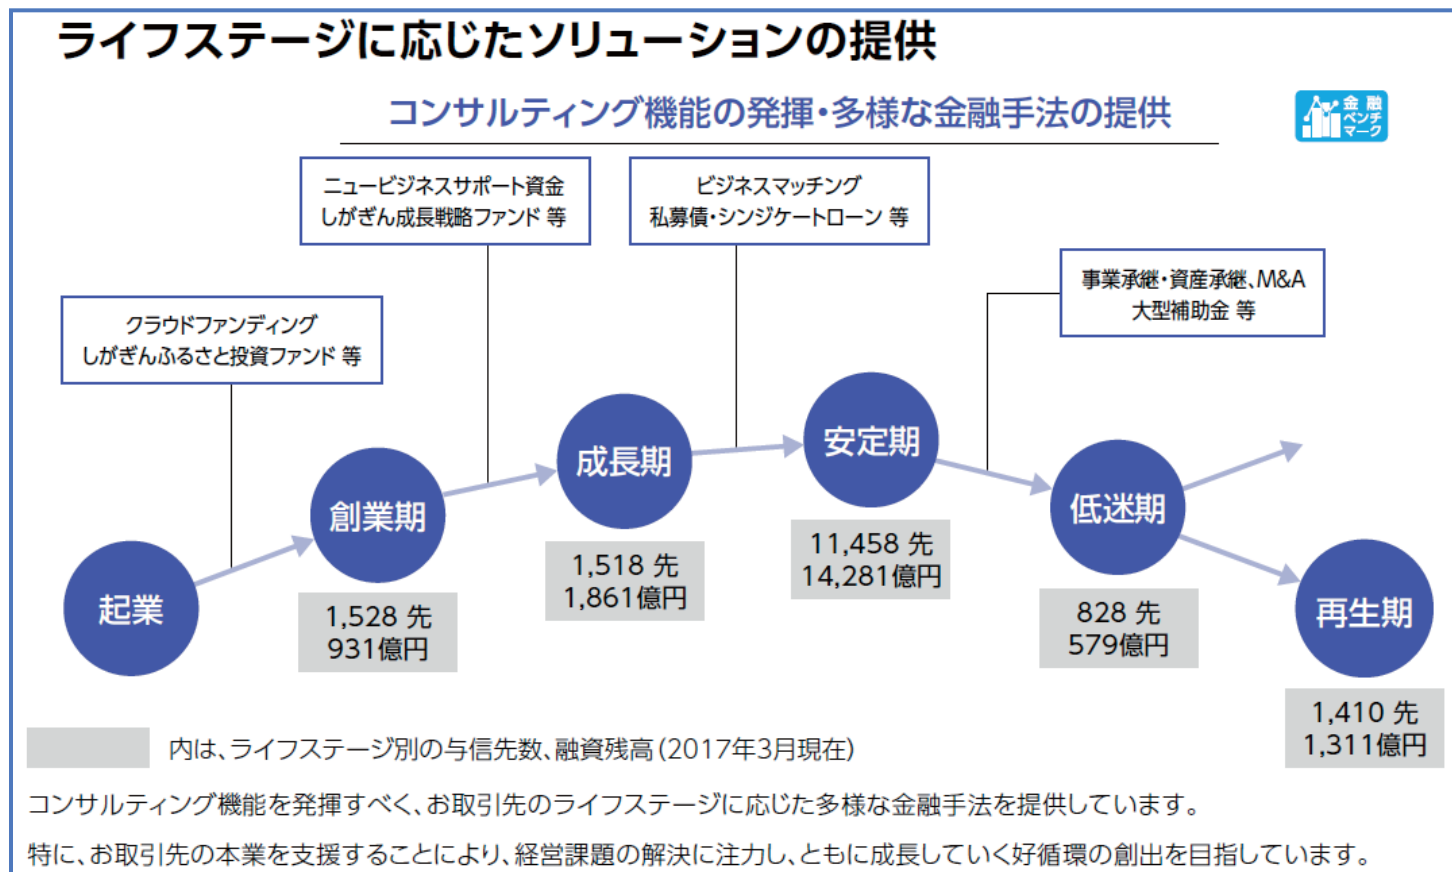 ライフステージに応じたソリューションの提供
コンサルティング機能の発揮・多様な金融手法の提供
金融
ベンチ
マーク
ニュービジネスサポート資金
しがぎん成長戦略ファンド 等
ビジネスマッチング
私募債・シンジケートローン 等
事業承継・資産承継、M&A
大型補助金 等
クラウドファンディング
しがぎんふるさと投資ファンド 等
起業
創業期
1,528 先
931億円
成長期
1,518 先
1,861億円
安定期
11,458 先
14,281億円
低迷期
828 先
579億円
再生期
1,410 先
1,311億円
内は、ライフステージ別の与信先数、融資残高(2017年3月現在)
コンサルティング機能を発揮すべく、お取引先のライフステージに応じた多様な金融手法を提供しています。
特に、お取引先の本業を支援することにより、経営課題の解決に注力し、ともに成長していく好循環の創出を目指しています。